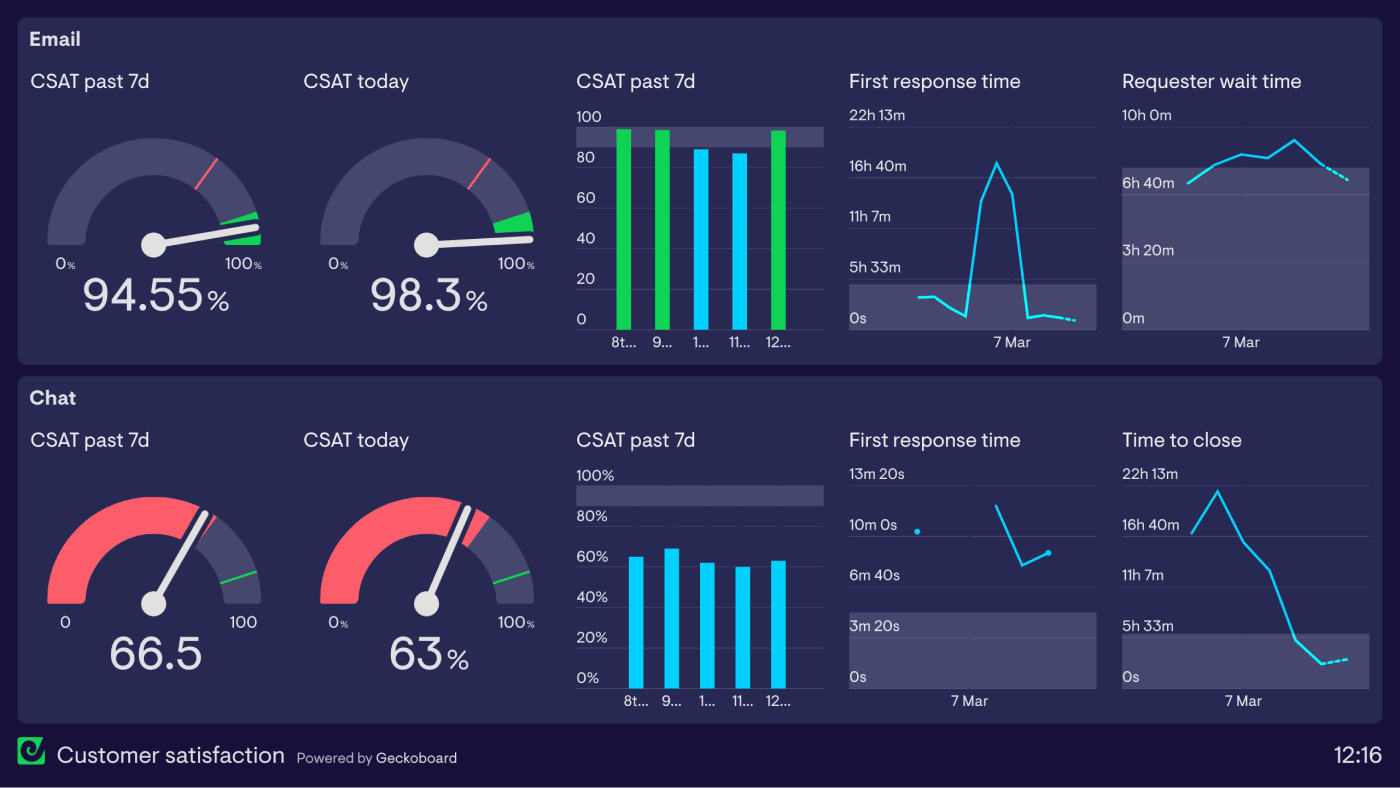 Email
CSAT past 7d
CSAT today
CSAT past 7d
First response time
Requester wait time
0%
100%
94.55%
0%
100%
98.3%
100
80
60
40
20
0
8t...
9...
1...
11...
12...
22h 13m
16h 40m
11h 7m
5h 33m
0s
7 Mar
10h 0m
6h 40m
3h 20m
0m
7 Mar
Chat
CSAT past 7d
CSAT today
CSAT past 7d
First response time
Time to close
0
100
66.5
0%
100%
63%
100%
80%
60%
40%
20%
0%
8t...
9...
1...
11...
12...
13m 20s
10m 0s
6m 40s
3m 20s
0s
7 Mar
22h 13m
16h 40m
11h 7m
5h 33m
0s
7 Mar
Customer satisfaction Powered by Geckoboard
12:16